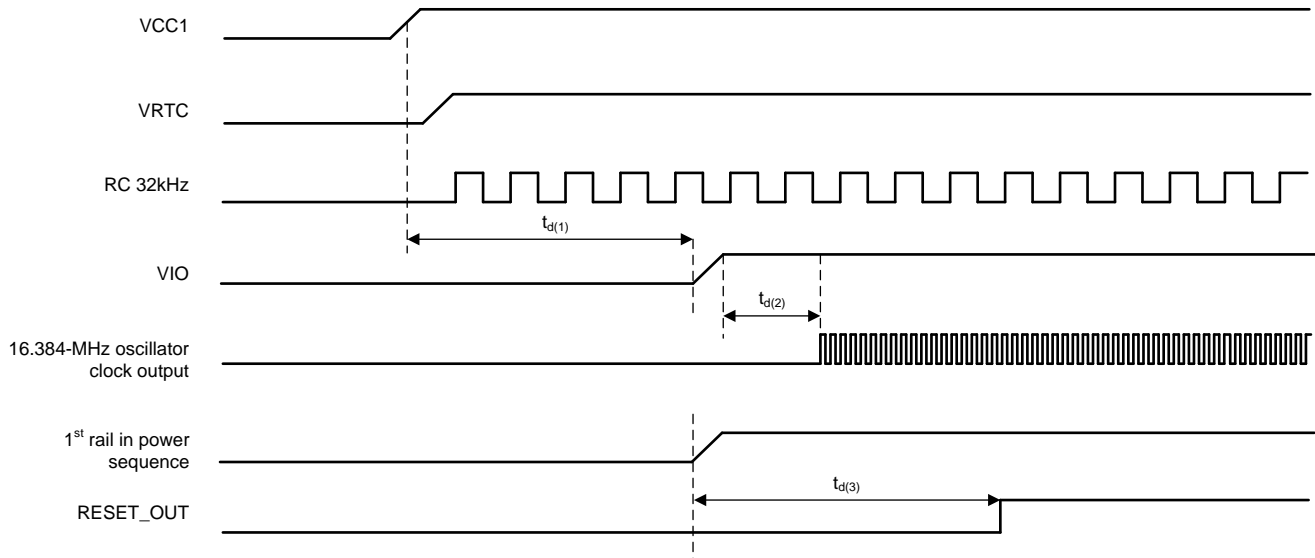 VCC1
VRTC
RC 32kHz
td(1)
VIO
td(2)
16.384-MHz oscillator
clock output
1st rail in power
sequence
td(3)
RESET_OUT